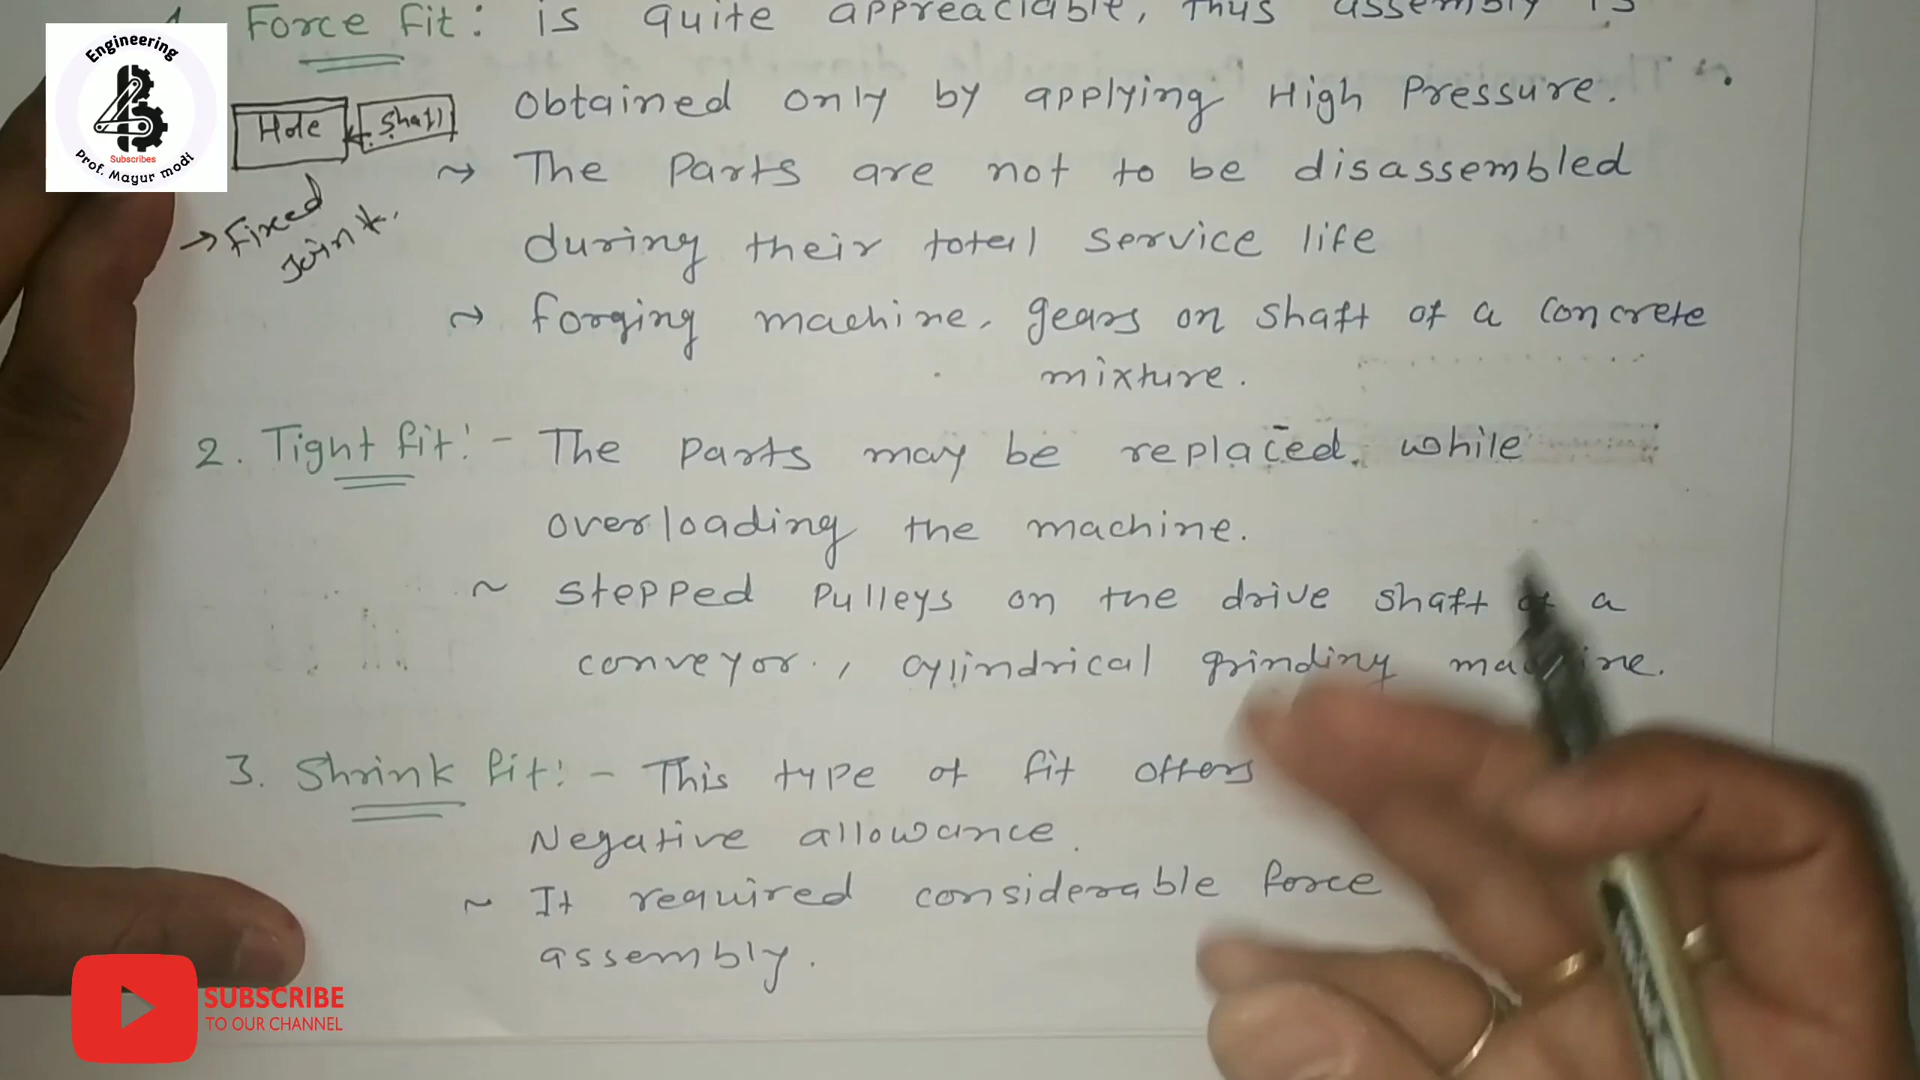 Force fit: is quite appreaciable, thus assembly is
obtained only by applying High Pressure.
Hole
shaft
→ Fixed
Joint.
~ The Parts are not to be disassembled
during their total service life
~ forging machine, gears on shaft of a concrete
mixture.
2. Tight fit:- The Parts may be replaced. while
overloading the machine.
~ stepped Pulleys on the drive shaft of a
conveyor, cylindrical grinding machine.
3. Shrink fit:- This type of fit offers
Negative allowance.
~ It required considerable force
assembly.
Engineering
Subscribes
Prof. Mayur modi
SUBSCRIBE
TO OUR CHANNEL